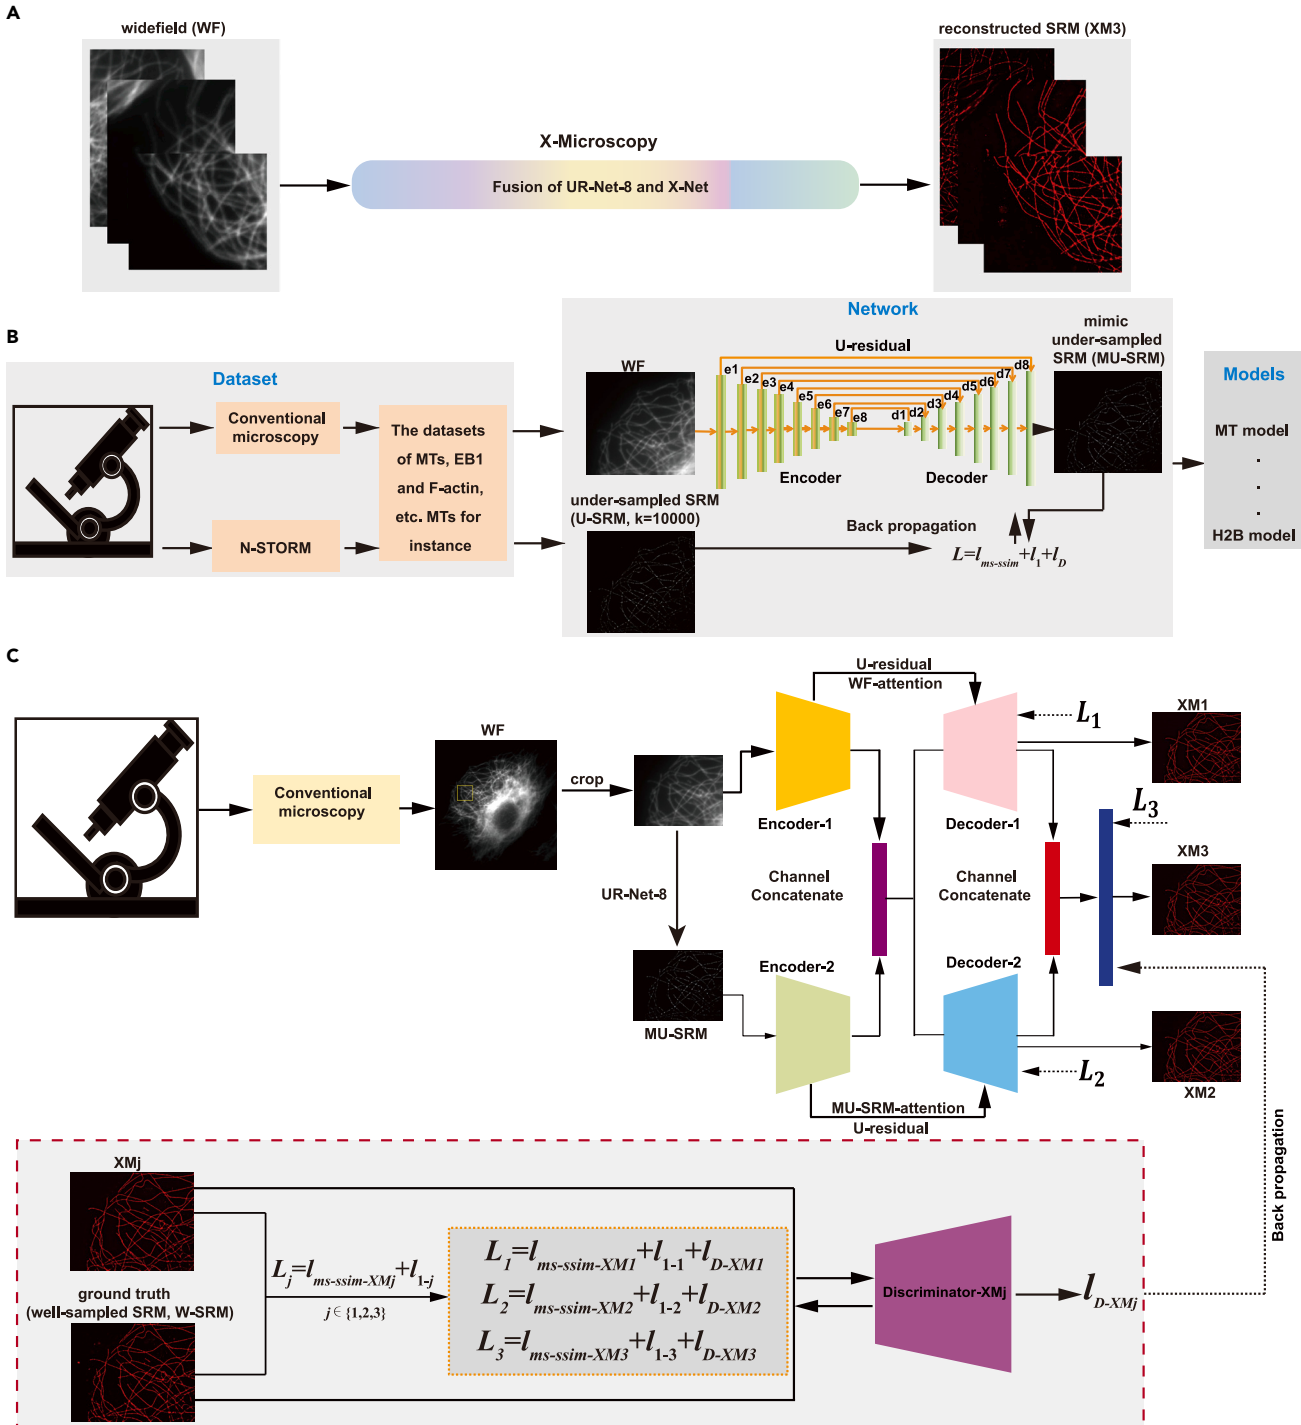 A
widefield (WF)
reconstructed SRM (XM3)
X-Microscopy
Fusion of UR-Net-8 and X-Net
B
Dataset
Conventional
microscopy
N-STORM
The datasets
of MTs, EB1
and F-actin,
etc. MTs for
instance
Network
WF
U-residual
mimic
under-sampled
SRM (MU-SRM)
e1
e2
e3
e4
e5
e6
e7
e8
d1
d2
d3
d4
d5
d6
d7
d8
Encoder
Decoder
under-sampled SRM
(U-SRM, k=10000)
Back propagation
L=l_ms-ssim+l_1+l_D
Models
MT model
.
.
.
H2B model
C
Conventional
microscopy
WF
crop
UR-Net-8
MU-SRM
U-residual
WF-attention
Encoder-1
Decoder-1
Channel
Concatenate
Channel
Concatenate
Encoder-2
Decoder-2
MU-SRM-attention
U-residual
L_1
L_3
L_2
XM1
XM3
XM2
Back propagation
XMj
ground truth
(well-sampled SRM, W-SRM)
L_j=l_ms-ssim-XMj+l_1-j
j∈{1,2,3}
L_1=l_ms-ssim-XM1+l_1-1+l_D-XM1
L_2=l_ms-ssim-XM2+l_1-2+l_D-XM2
L_3=l_ms-ssim-XM3+l_1-3+l_D-XM3
Discriminator-XMj
l_D-XMj